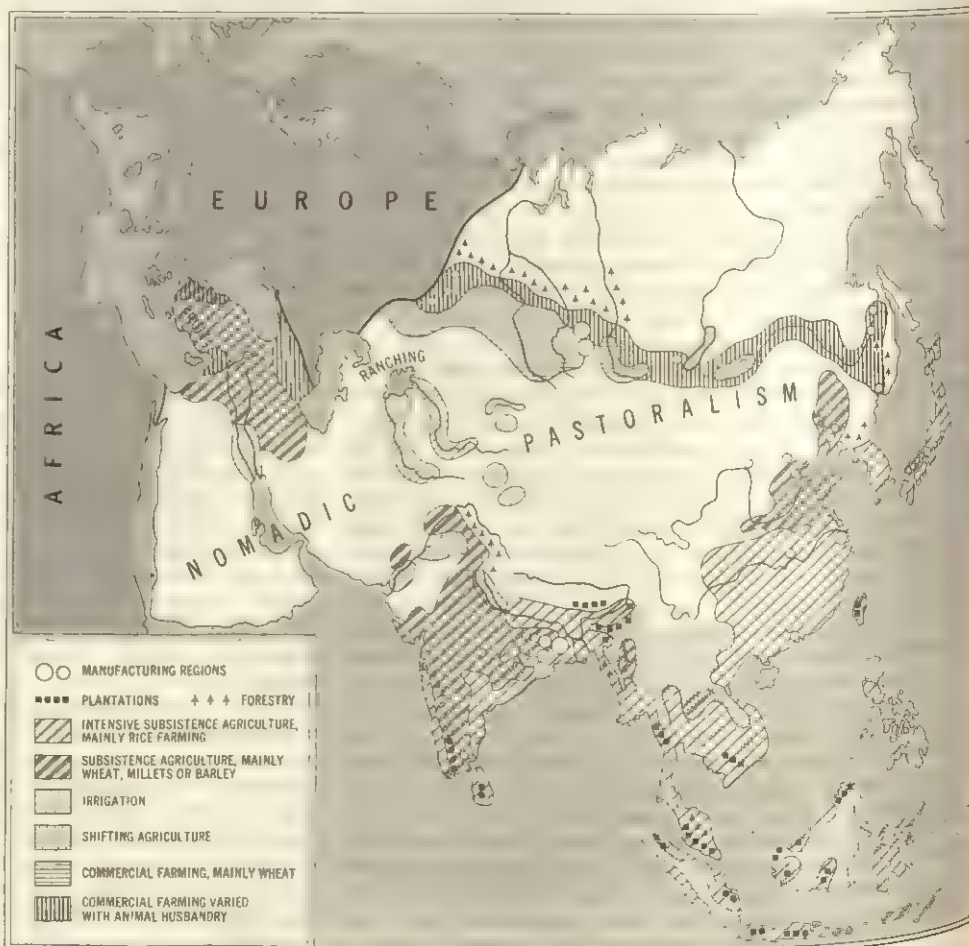 EUROPE
AFRICA
FRUIT
RANCHING
PASTORALISM
NOMADIC
MANUFACTURING REGIONS
PLANTATIONS FORESTRY
INTENSIVE SUBSISTENCE AGRICULTURE,
MAINLY RICE FARMING
SUBSISTENCE AGRICULTURE, MAINLY
WHEAT, MILLETS OR BARLEY
IRRIGATION
SHIFTING AGRICULTURE
COMMERCIAL FARMING, MAINLY WHEAT
COMMERCIAL FARMING VARIED
WITH ANIMAL HUSBANDRY